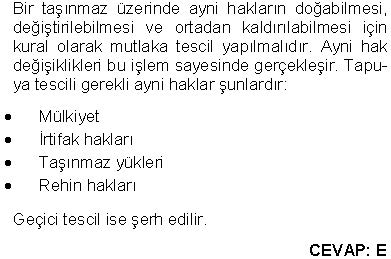 Bir taşınmaz üzerinde ayni hakların doğabilmesi,
değiştirilebilmesi ve ortadan kaldırılabilmesi için
kural olarak mutlaka tescil yapılmalıdır. Ayni hak
değişiklikleri bu işlem sayesinde gerçekleşir. Tapu-
ya tescili gerekli ayni haklar şunlardır:
• Mülkiyet
• İrtifak hakları
• Taşınmaz yükleri
• Rehin hakları
Geçici tescil ise şerh edilir.
CEVAP: E